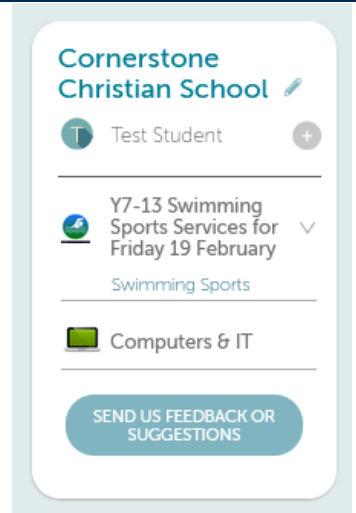 Cornerstone
Christian School
T Test Student +
Y7-13 Swimming
Sports Services for
Friday 19 February
Swimming Sports
Computers & IT
SEND US FEEDBACK OR
SUGGESTIONS